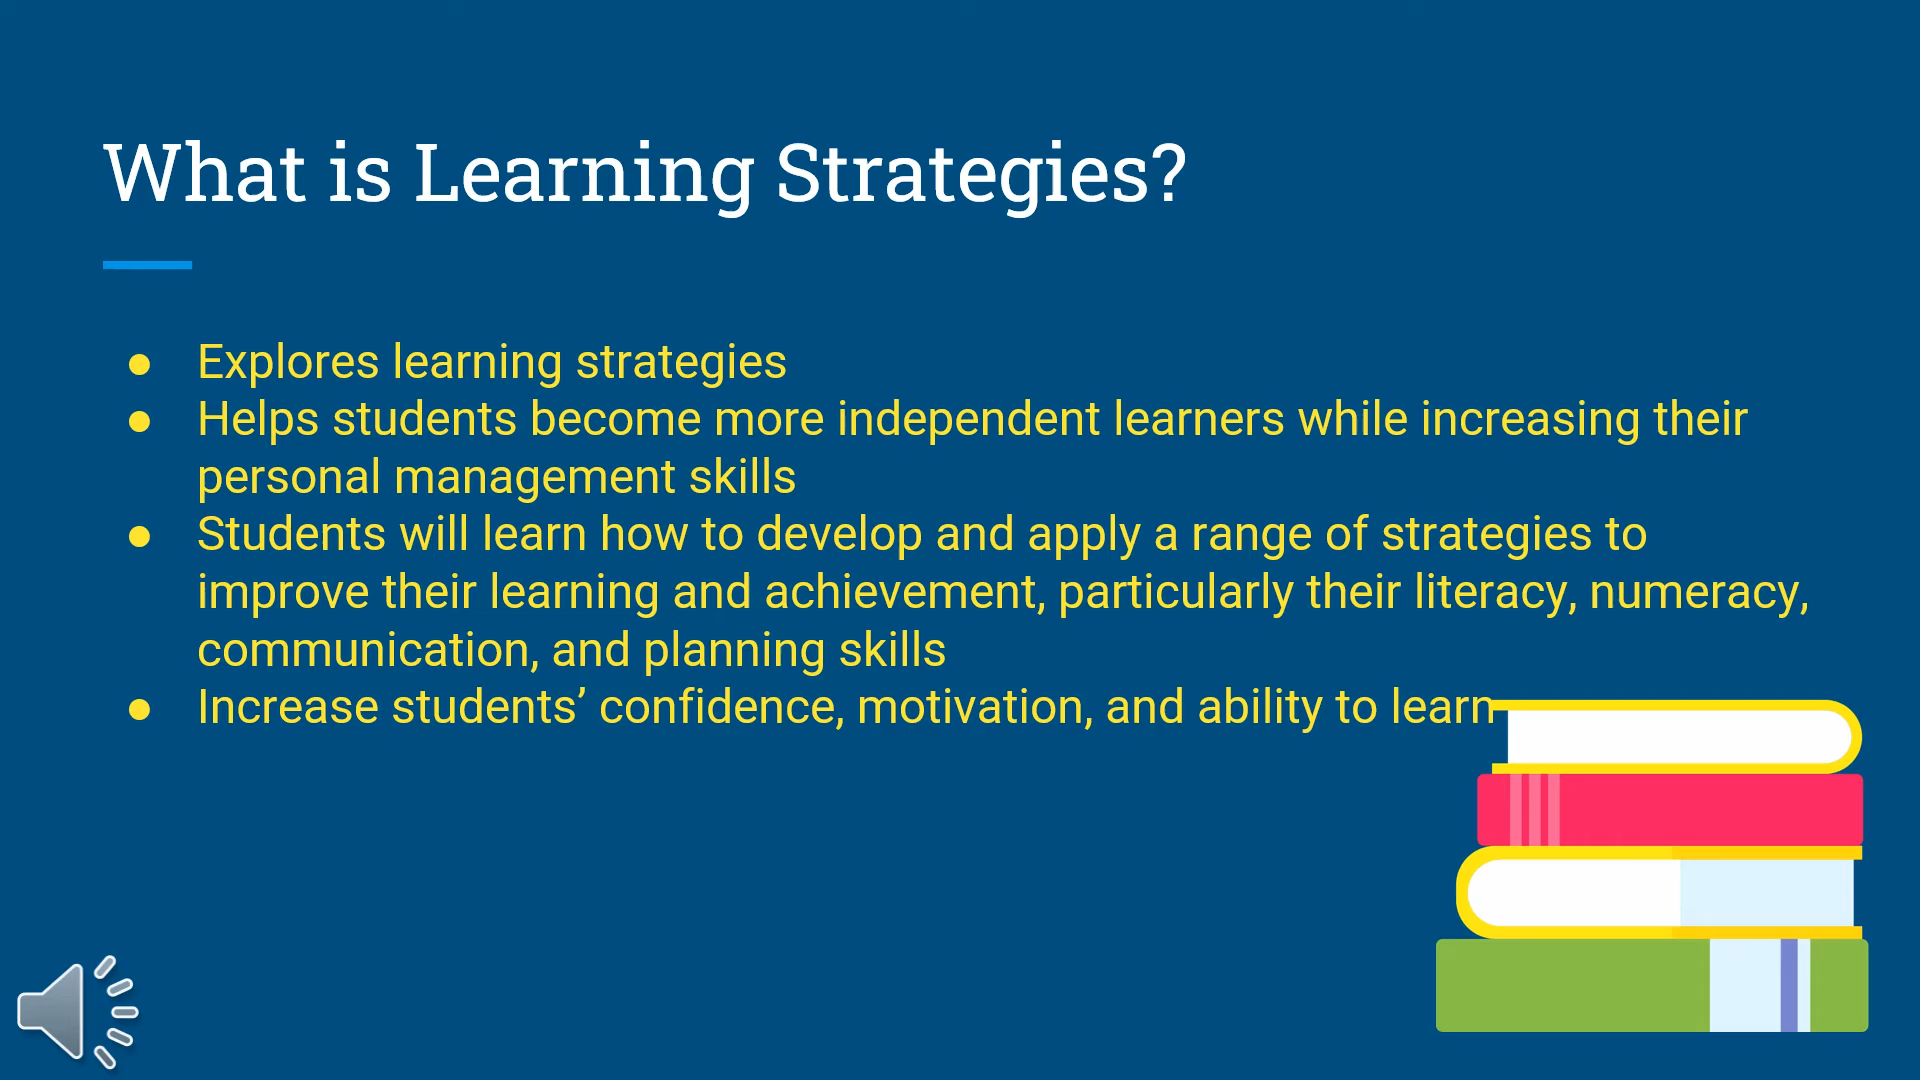 What is Learning Strategies?
● Explores learning strategies
● Helps students become more independent learners while increasing their
personal management skills
● Students will learn how to develop and apply a range of strategies to
improve their learning and achievement, particularly their literacy, numeracy,
communication, and planning skills
● Increase students’ confidence, motivation, and ability to learn